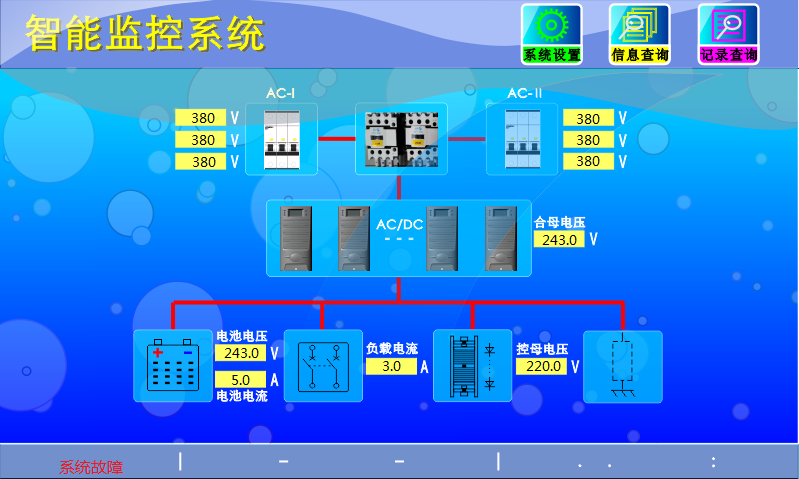 智能监控系统
系统设置
信息查询
记录查询
AC-I
AC-II
380 V
380 V
380 V
380 V
380 V
380 V
AC/DC
- - -
合母电压
243.0 V
电池电压
243.0 V
5.0 A
电池电流
负载电流
3.0 A
控母电压
220.0 V
+ -
系统故障 | - - | . . :